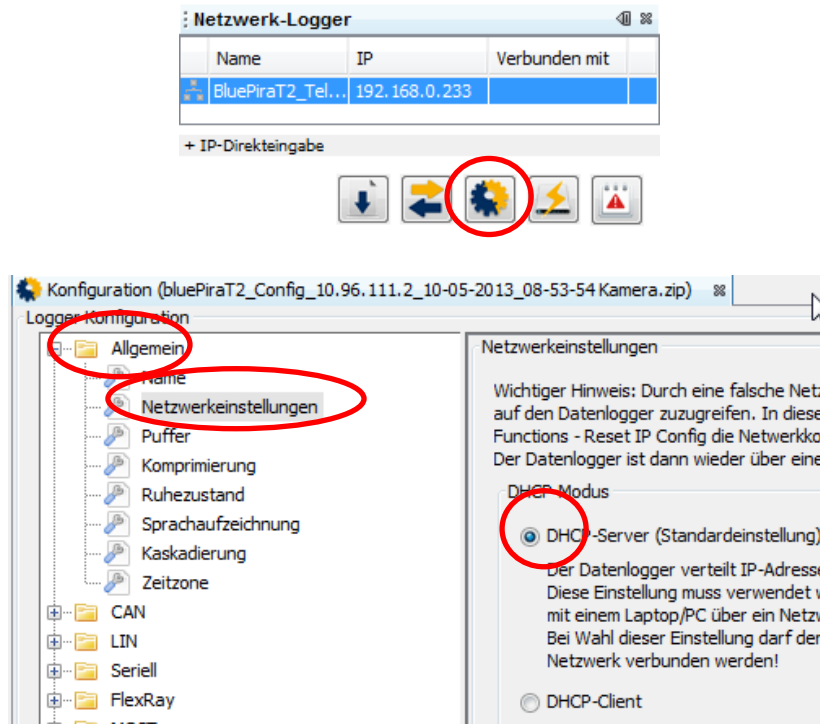 Netzwerk-Logger
Name IP Verbunden mit
BluePiraT2_Tel... 192.168.0.233
+ IP-Direkteingabe
Konfiguration (bluePiraT2_Config_10.96.111.2_10-05-2013_08-53-54 Kamera.zip)
Logger Konfiguration
Allgemein
Name
Netzwerkeinstellungen
Puffer
Komprimierung
Ruhezustand
Sprachaufzeichnung
Kaskadierung
Zeitzone
CAN
LIN
Seriell
FlexRay
Netzwerkeinstellungen
Wichtiger Hinweis: Durch eine falsche Netz
auf den Datenlogger zuzugreifen. In diese
Functions - Reset IP Config die Netwerkko
Der Datenlogger ist dann wieder über eine
DHCP-Modus
DHCP-Server (Standardeinstellung)
Der Datenlogger verteilt IP-Adresse
Diese Einstellung muss verwendet w
mit einem Laptop/PC über ein Netzw
Bei Wahl dieser Einstellung darf der
Netzwerk verbunden werden!
DHCP-Client